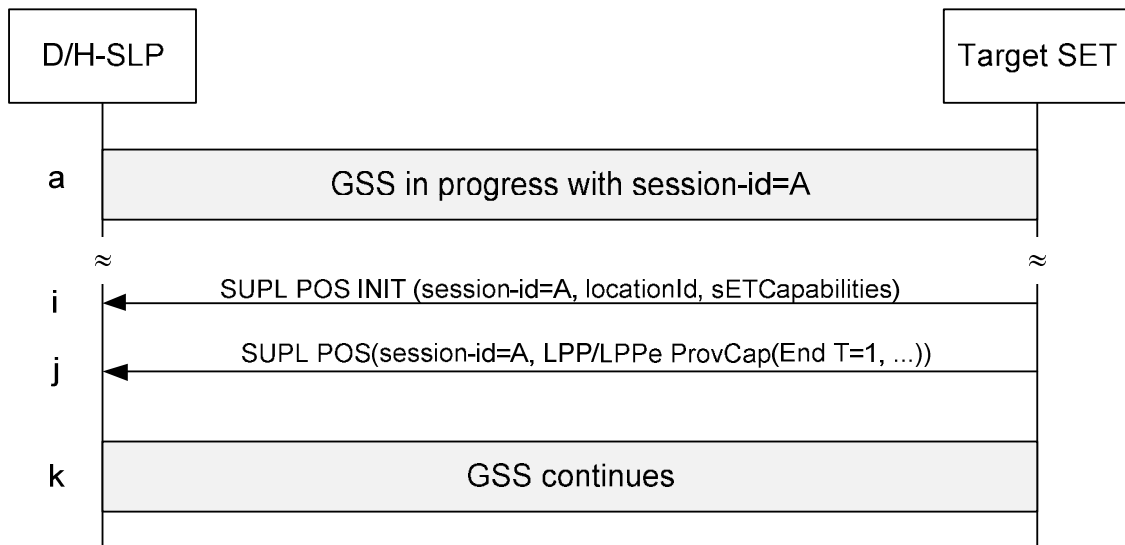 D/H-SLP
Target SET
a
GSS in progress with session-id=A
≈
≈
i
SUPL POS INIT (session-id=A, locationId, sETCapabilities)
j
SUPL POS(session-id=A, LPP/LPPe ProvCap(End T=1, ...))
k
GSS continues